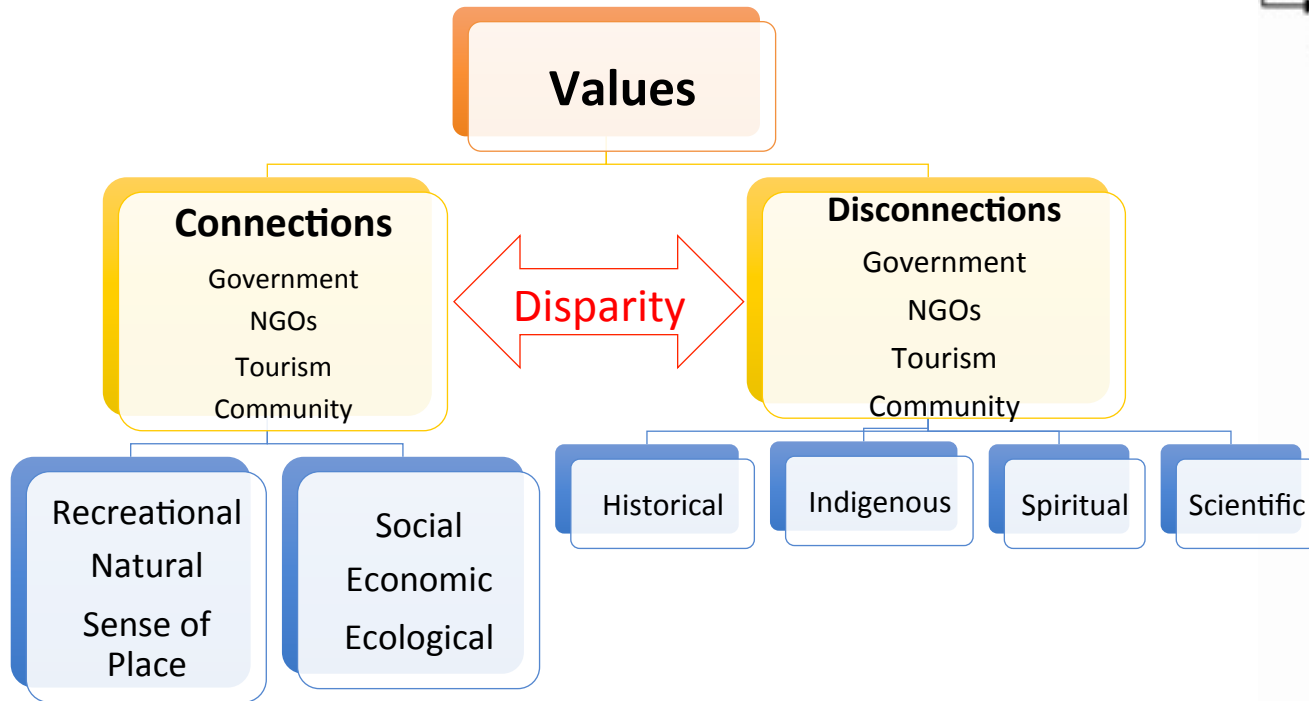 Values
Connections
Government
NGOs
Tourism
Community
Disparity
Disconnections
Government
NGOs
Tourism
Community
Recreational
Natural
Sense of
Place
Social
Economic
Ecological
Historical
Indigenous
Spiritual
Scientific